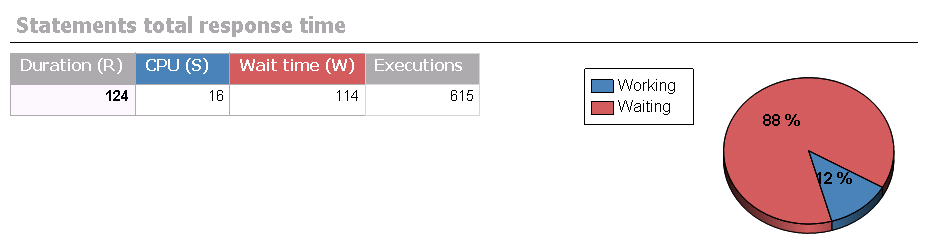 Statements total response time
Duration (R) CPU (S) Wait time (W) Executions
124 16 114 615
Working
Waiting
88 %
12 %